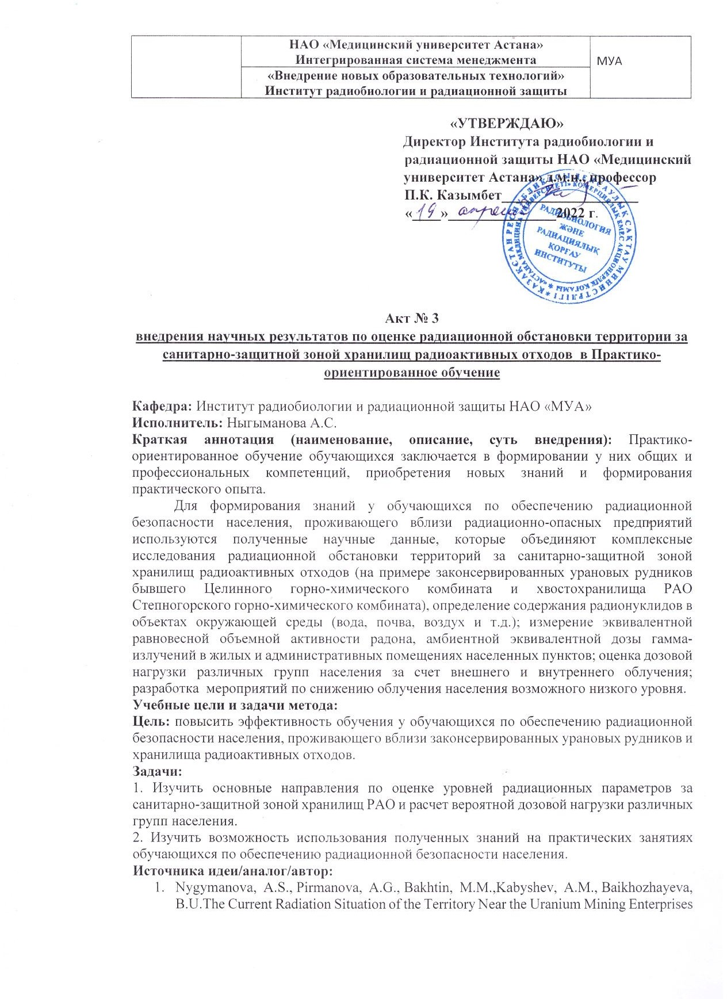 НАО «Медицинский университет Астана»
Интегрированная система менеджмента
МУА
«Внедрение новых образовательных технологий»
Институт радиобиологии и радиационной защиты
«УТВЕРЖДАЮ»
Директор Института радиобиологии и
радиационной защиты НАО «Медицинский
университет Астана» д.м.н., профессор
П.К. Казымбет
«19» апреля 2022 г.
РАДИОБИОЛОГИЯ
ЖӘНЕ
РАДИАЦИЯЛЫҚ
ҚОРҒАУ
ИНСТИТУТЫ
Акт № 3
внедрения научных результатов по оценке радиационной обстановки территории за
санитарно-защитной зоной хранилищ радиоактивных отходов в Практико-
ориентированное обучение
Кафедра: Институт радиобиологии и радиационной защиты НАО «МУА»
Исполнитель: Ныгыманова А.С.
Краткая аннотация (наименование, описание, суть внедрения): Практико-
ориентированное обучение обучающихся заключается в формировании у них общих и
профессиональных компетенций, приобретения новых знаний и формирования
практического опыта.
Для формирования знаний у обучающихся по обеспечению радиационной
безопасности населения, проживающего вблизи радиационно-опасных предприятий
используются полученные научные данные, которые объединяют комплексные
исследования радиационной обстановки территорий за санитарно-защитной зоной
хранилищ радиоактивных отходов (на примере законсервированных урановых рудников
бывшего Целинного горно-химического комбината и хвостохранилища РАО
Степногорского горно-химического комбината), определение содержания радионуклидов в
объектах окружающей среды (вода, почва, воздух и т.д.); измерение эквивалентной
равновесной объемной активности радона, амбиентной эквивалентной дозы гамма-
излучений в жилых и административных помещениях населенных пунктов; оценка дозовой
нагрузки различных групп населения за счет внешнего и внутреннего облучения;
разработка мероприятий по снижению облучения населения возможного низкого уровня.
Учебные цели и задачи метода:
Цель: повысить эффективность обучения у обучающихся по обеспечению радиационной
безопасности населения, проживающего вблизи законсервированных урановых рудников и
хранилища радиоактивных отходов.
Задачи:
1. Изучить основные направления по оценке уровней радиационных параметров за
санитарно-защитной зоной хранилищ РАО и расчет вероятной дозовой нагрузки различных
групп населения.
2. Изучить возможность использования полученных знаний на практических занятиях
обучающихся по обеспечению радиационной безопасности населения.
Источника идеи/аналог/автор:
1. Nygymanova, A.S., Pirmanova, A.G., Bakhtin, M.M.,Kabyshev, A.M., Baikhozhayeva,
B.U.The Current Radiation Situation of the Territory Near the Uranium Mining Enterprises